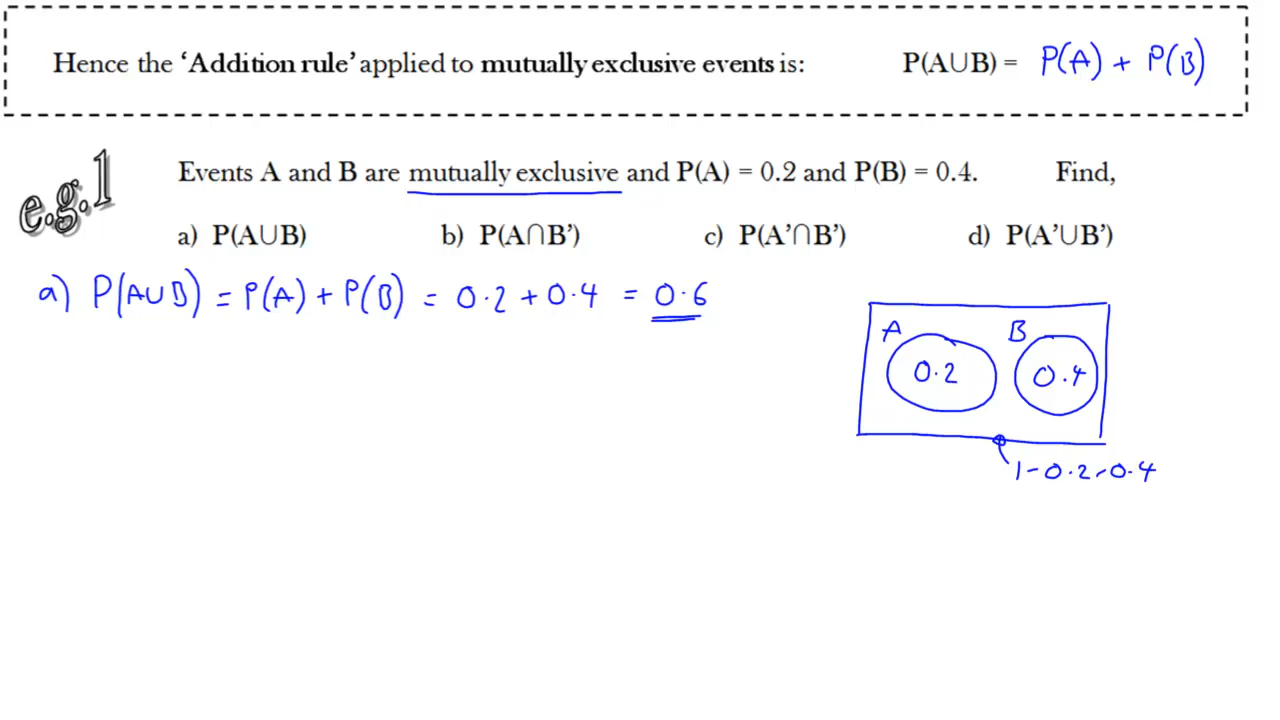 Hence the 'Addition rule' applied to mutually exclusive events is: P(A∪B) = P(A) + P(B)
e.g.1
Events A and B are mutually exclusive and P(A) = 0.2 and P(B) = 0.4. Find,
a) P(A∪B) b) P(A∩B’) c) P(A’∩B’) d) P(A’∪B’)
a) P(A∪B) = P(A) + P(B) = 0.2 + 0.4 = 0.6
A B
0.2 0.4
1-0.2-0.4